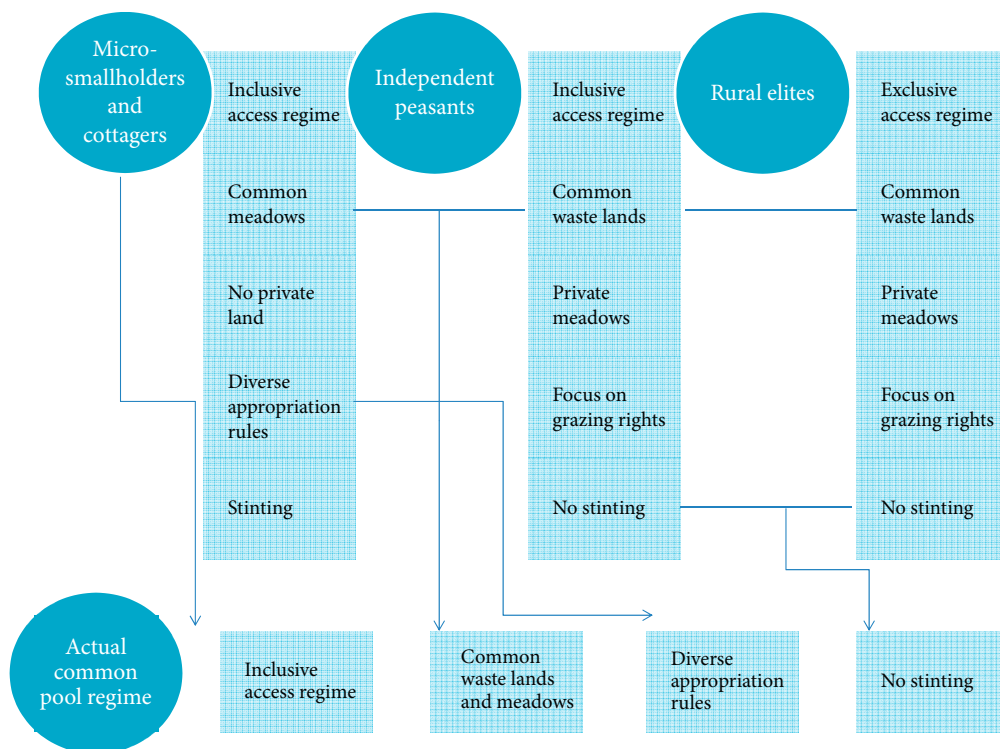 Micro-
smallholders
and
cottagers
Inclusive
access regime
Common
meadows
No private
land
Diverse
appropriation
rules
Stinting
Independent
peasants
Inclusive
access regime
Common
waste lands
Private
meadows
Focus on
grazing rights
No stinting
Rural elites
Exclusive
access regime
Common
waste lands
Private
meadows
Focus on
grazing rights
No stinting
Actual
common
pool regime
Inclusive
access regime
Common
waste lands
and meadows
Diverse
appropriation
rules
No stinting